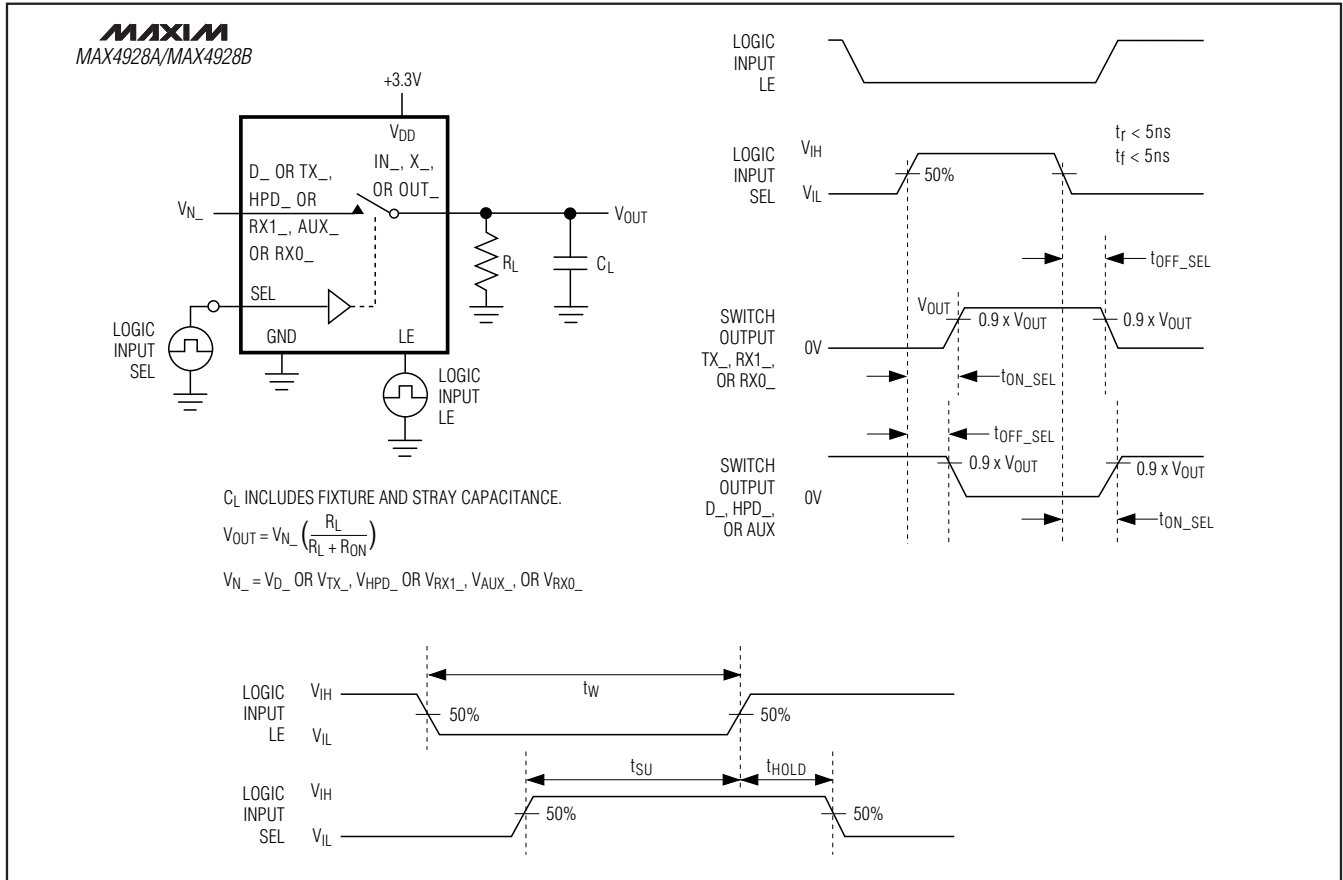 MAXIM
MAX4928A/MAX4928B
+3.3V
VDD
D_ OR TX_,
HPD_ OR
RX1_, AUX_
OR RX0_
IN_, X_,
OR OUT_
VN_
VOUT
RL
CL
SEL
GND
LE
LOGIC
INPUT
SEL
LOGIC
INPUT
LE
CL INCLUDES FIXTURE AND STRAY CAPACITANCE.
VOUT = VN_ (RL / RL + RON)
VN_ = VD_ OR VTX_, VHPD_ OR VRX1_, VAUX_, OR VRX0_
LOGIC
INPUT
LE
LOGIC
INPUT
SEL
VIH
VIL
50%
tr < 5ns
tf < 5ns
tOFF_SEL
SWITCH
OUTPUT
TX_, RX1_,
OR RX0_
VOUT
0V
0.9 x VOUT
0.9 x VOUT
tON_SEL
tOFF_SEL
SWITCH
OUTPUT
D_, HPD_,
OR AUX
0V
0.9 x VOUT
0.9 x VOUT
tON_SEL
LOGIC
INPUT
LE
VIH
VIL
tW
50%
50%
tSU
tHOLD
LOGIC
INPUT
SEL
VIH
VIL
50%
50%